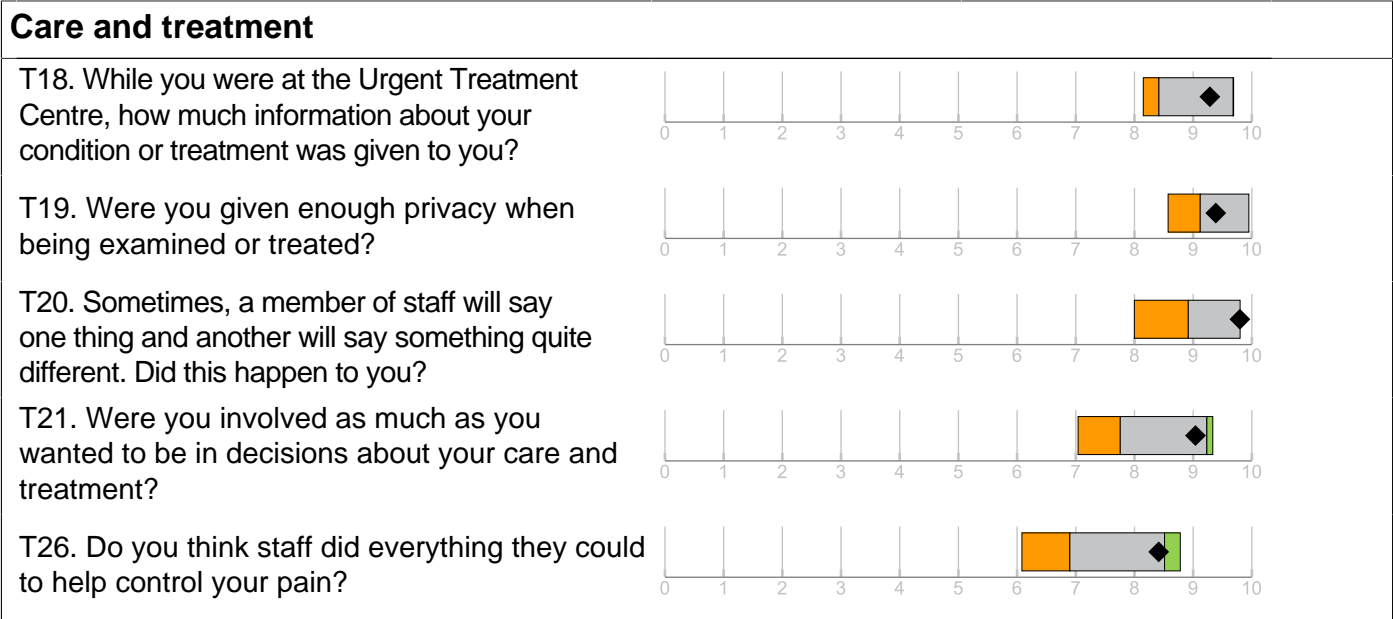 Care and treatment
T18. While you were at the Urgent Treatment
Centre, how much information about your
condition or treatment was given to you?
0 1 2 3 4 5 6 7 8 9 10
T19. Were you given enough privacy when
being examined or treated?
0 1 2 3 4 5 6 7 8 9 10
T20. Sometimes, a member of staff will say
one thing and another will say something quite
different. Did this happen to you?
0 1 2 3 4 5 6 7 8 9 10
T21. Were you involved as much as you
wanted to be in decisions about your care and
treatment?
0 1 2 3 4 5 6 7 8 9 10
T26. Do you think staff did everything they could
to help control your pain?
0 1 2 3 4 5 6 7 8 9 10